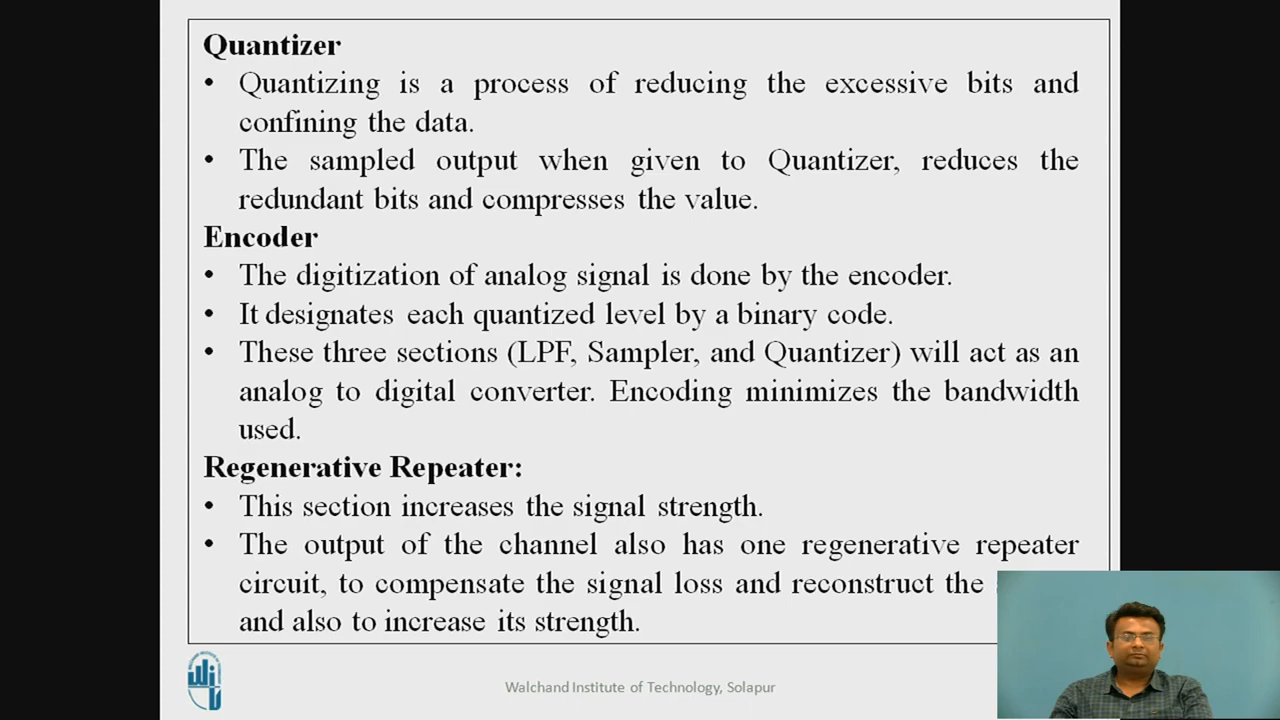 Quantizer
• Quantizing is a process of reducing the excessive bits and
confining the data.
• The sampled output when given to Quantizer, reduces the
redundant bits and compresses the value.
Encoder
• The digitization of analog signal is done by the encoder.
• It designates each quantized level by a binary code.
• These three sections (LPF, Sampler, and Quantizer) will act as an
analog to digital converter. Encoding minimizes the bandwidth
used.
Regenerative Repeater:
• This section increases the signal strength.
• The output of the channel also has one regenerative repeater
circuit, to compensate the signal loss and reconstruct the
and also to increase its strength.
Walchand Institute of Technology, Solapur